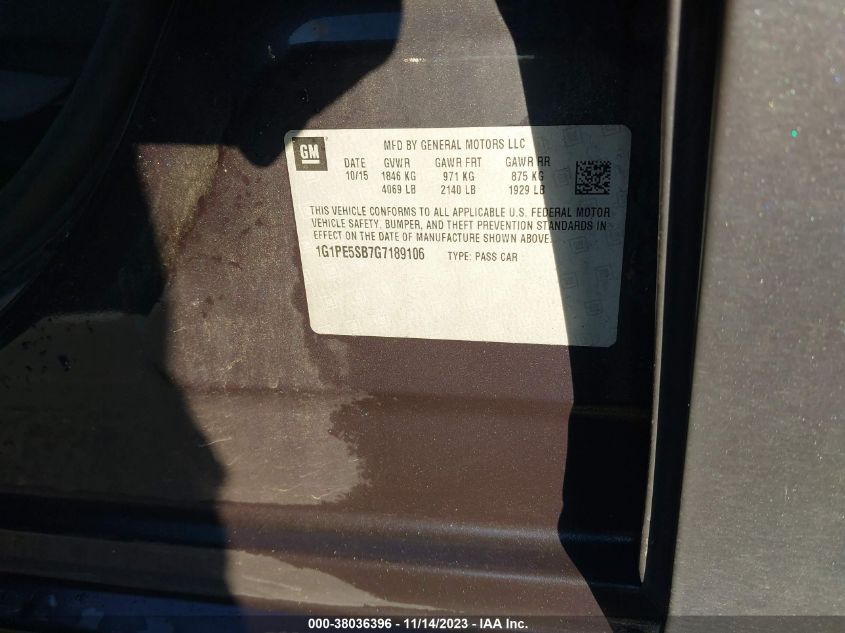 GM
MFD BY GENERAL MOTORS LLC
DATE GVWR GAWR FRT GAWR RR
10/15 1846 KG 971 KG 875 KG
4069 LB 2140 LB 1929 LB
THIS VEHICLE CONFORMS TO ALL APPLICABLE U.S. FEDERAL MOTOR
VEHICLE SAFETY, BUMPER, AND THEFT PREVENTION STANDARDS IN
EFFECT ON THE DATE OF MANUFACTURE SHOWN ABOVE.
1G1PE5SB7G7189106 TYPE: PASS CAR
000-38036396 - 11/14/2023 - 1G1PE5SB7G7189106